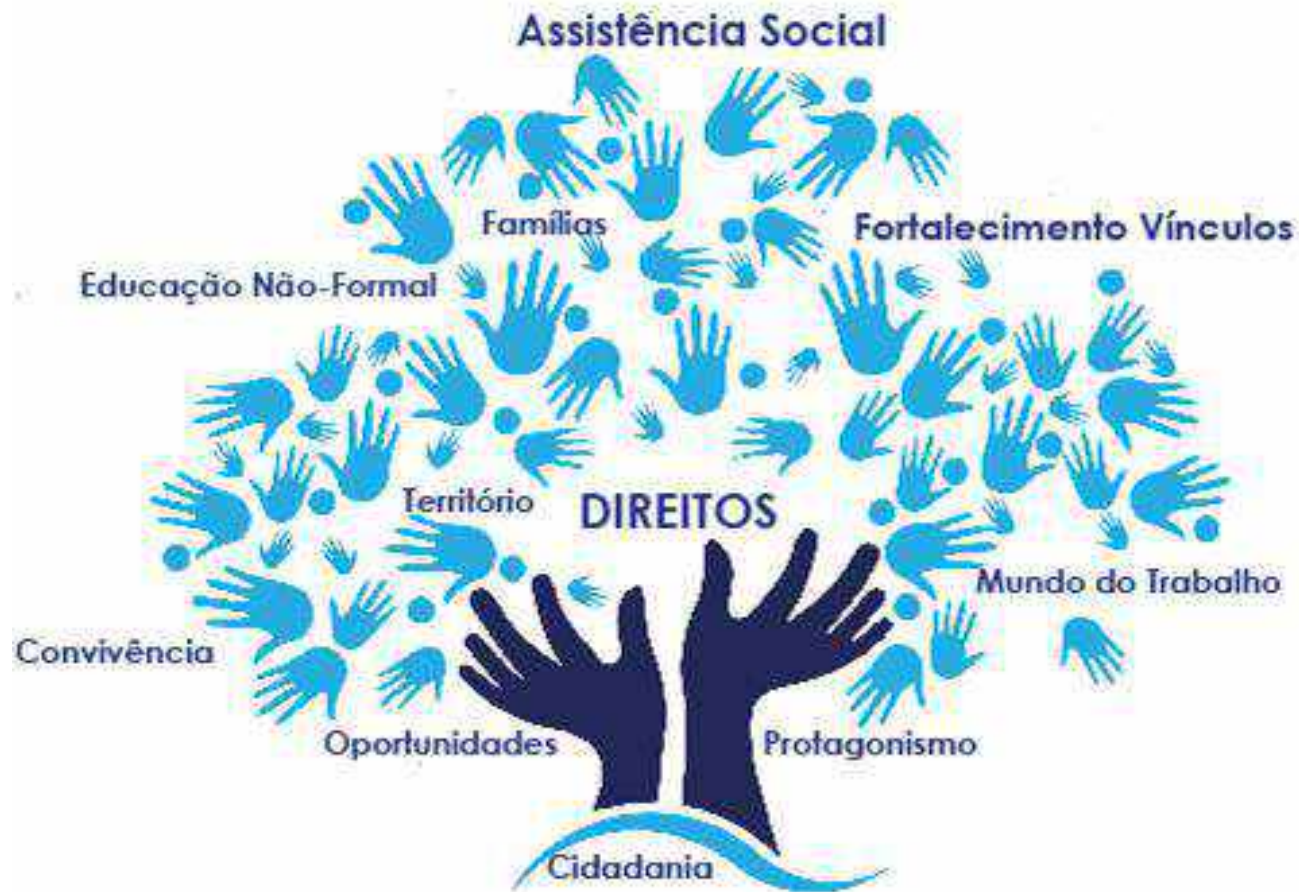 Assistência Social
Famílias
Fortalecimento Vínculos
Educação Não-Formal
Território
DIREITOS
Mundo do Trabalho
Convivência
Oportunidades
Protagonismo
Cidadania